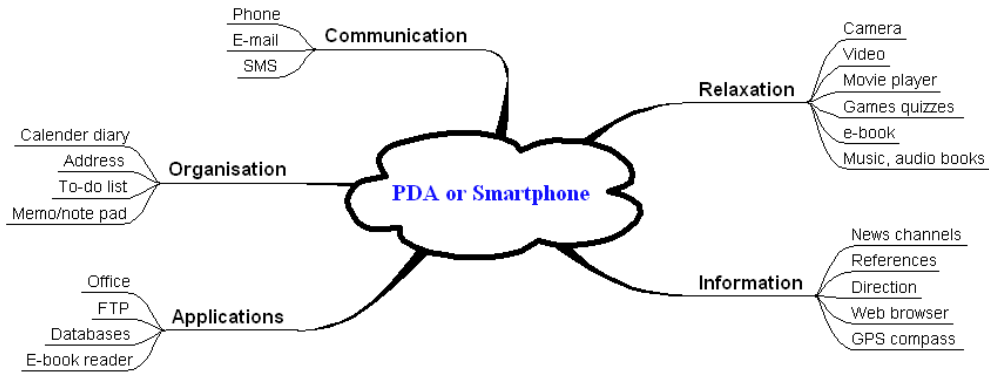 PDA or Smartphone
Communication
Phone
E-mail
SMS
Organisation
Calender diary
Address
To-do list
Memo/note pad
Applications
Office
FTP
Databases
E-book reader
Relaxation
Camera
Video
Movie player
Games quizzes
e-book
Music, audio books
Information
News channels
References
Direction
Web browser
GPS compass